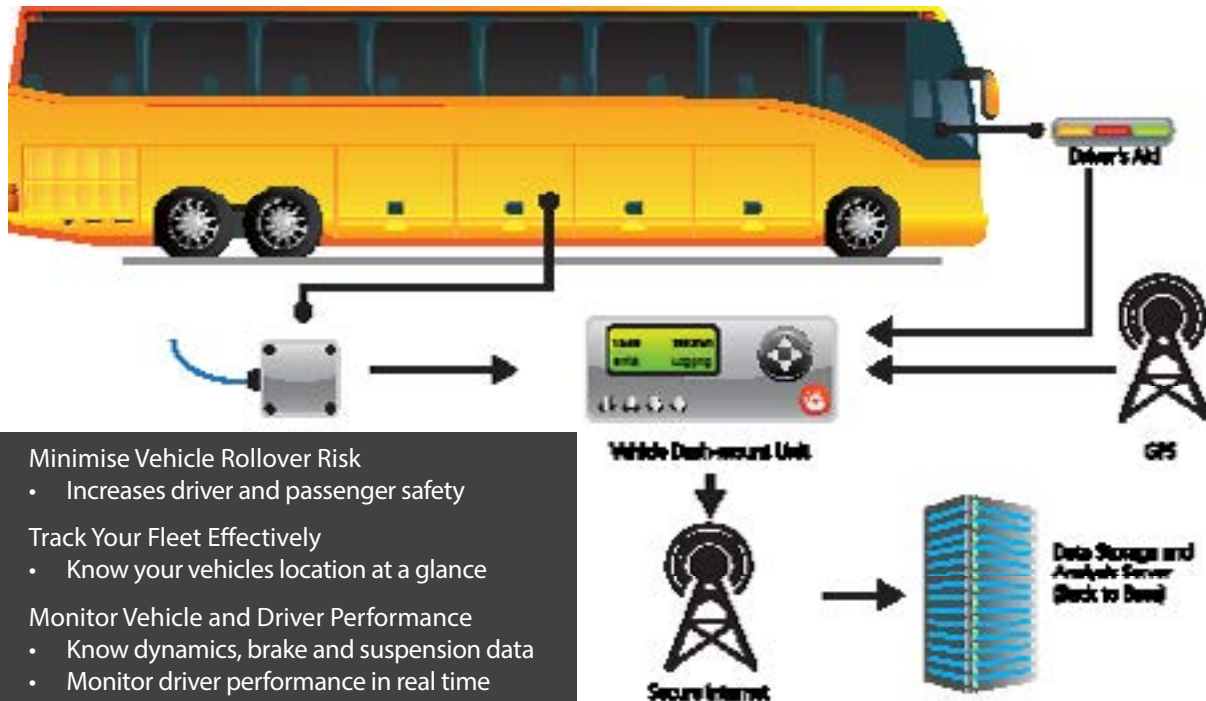 Driver's Aid
Logging
Vehicle Dash-mount Unit
GPS
Minimise Vehicle Rollover Risk
• Increases driver and passenger safety
Track Your Fleet Effectively
• Know your vehicles location at a glance
Monitor Vehicle and Driver Performance
• Know dynamics, brake and suspension data
• Monitor driver performance in real time
Data Storage and
Analysis Server
(Back to Base)
Secure Internet